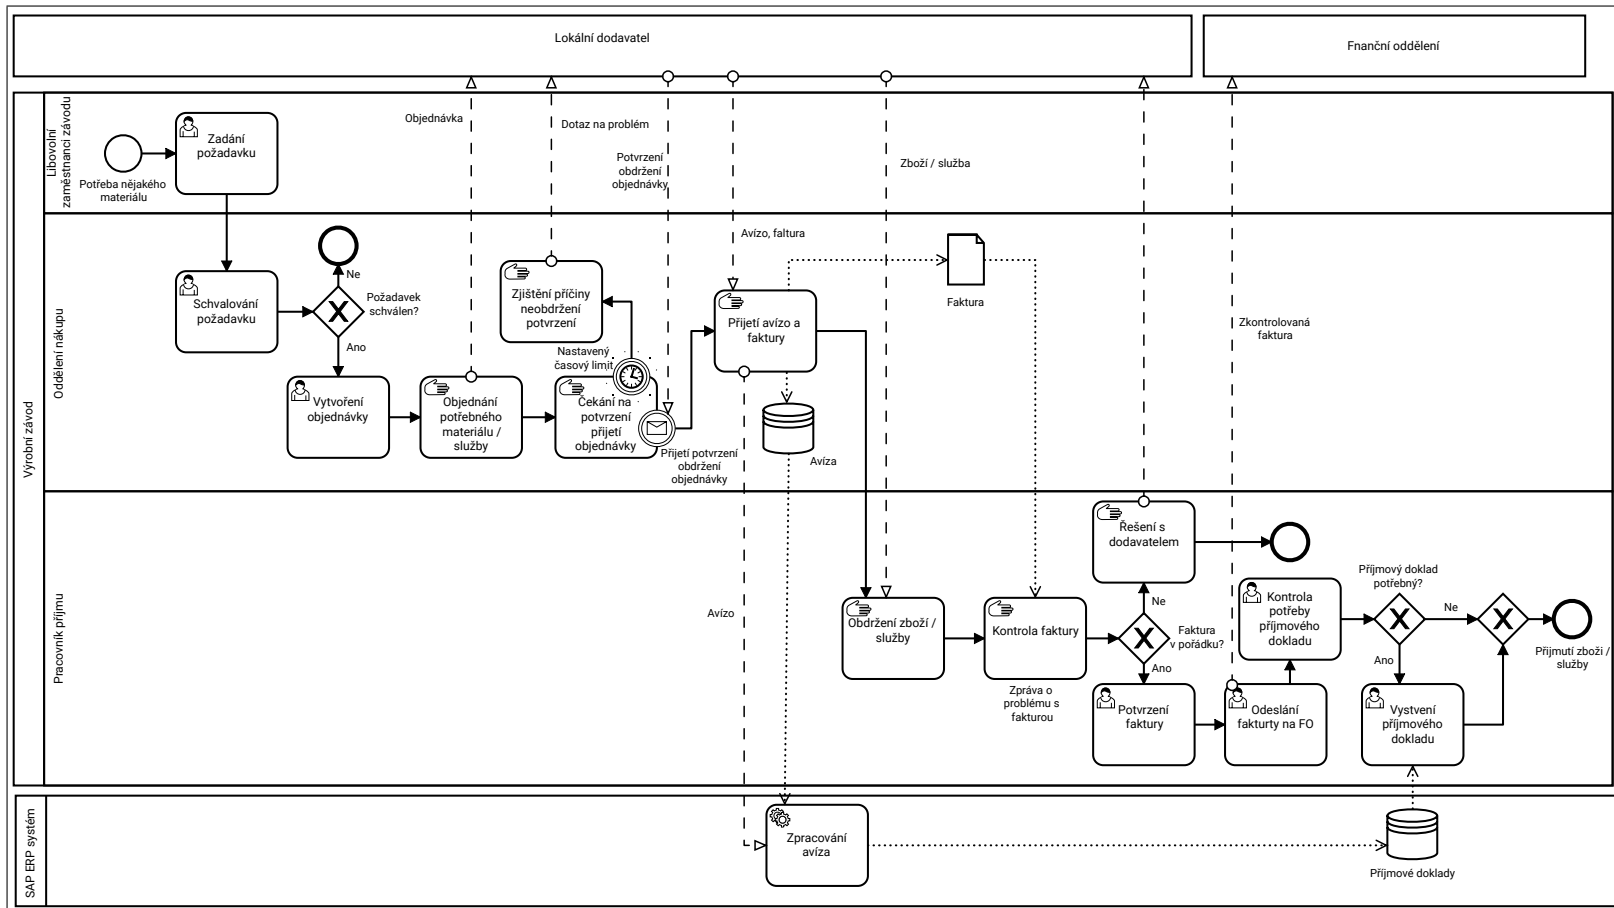 Lokální dodavatel
Fnanční oddělení
Výrobní závod
Libovolní
zaměstnanci závodu
Potřeba nějakého
materiálu
Zadání
požadavku
Objednávka
Dotaz na problém
Potvrzení
obdržení
objednávky
Zboží / služba
Oddělení nákupu
Schvalování
požadavku
Ne
Požadavek
schválen?
Ano
Vytvoření
objednávky
Objednání
potřebného
materiálu /
služby
Zjištění příčiny
neobdržení
potvrzení
Nastavený
časový limit
Čekání na
potvrzení
přijetí
objednávky
Přijetí potvrzení
obdržení
objednávky
Avízo, faltura
Přijetí avízo a
faktury
Avíza
Faktura
Zkontrolovaná
faktura
Pracovník příjmu
Avízo
Obdržení zboží /
služby
Kontrola faktury
Zpráva o
problému s
fakturou
Řešení s
dodavatelem
Ne
Faktura
v pořádku?
Ano
Potvrzení
faktury
Odeslání
fakturty na FO
Kontrola
potřeby
příjmového
dokladu
Příjmový doklad
potřebný?
Ne
Ano
Vystvení
příjmového
dokladu
Přijmutí zboži /
služby
SAP ERP systém
Zpracování
avíza
Příjmové doklady